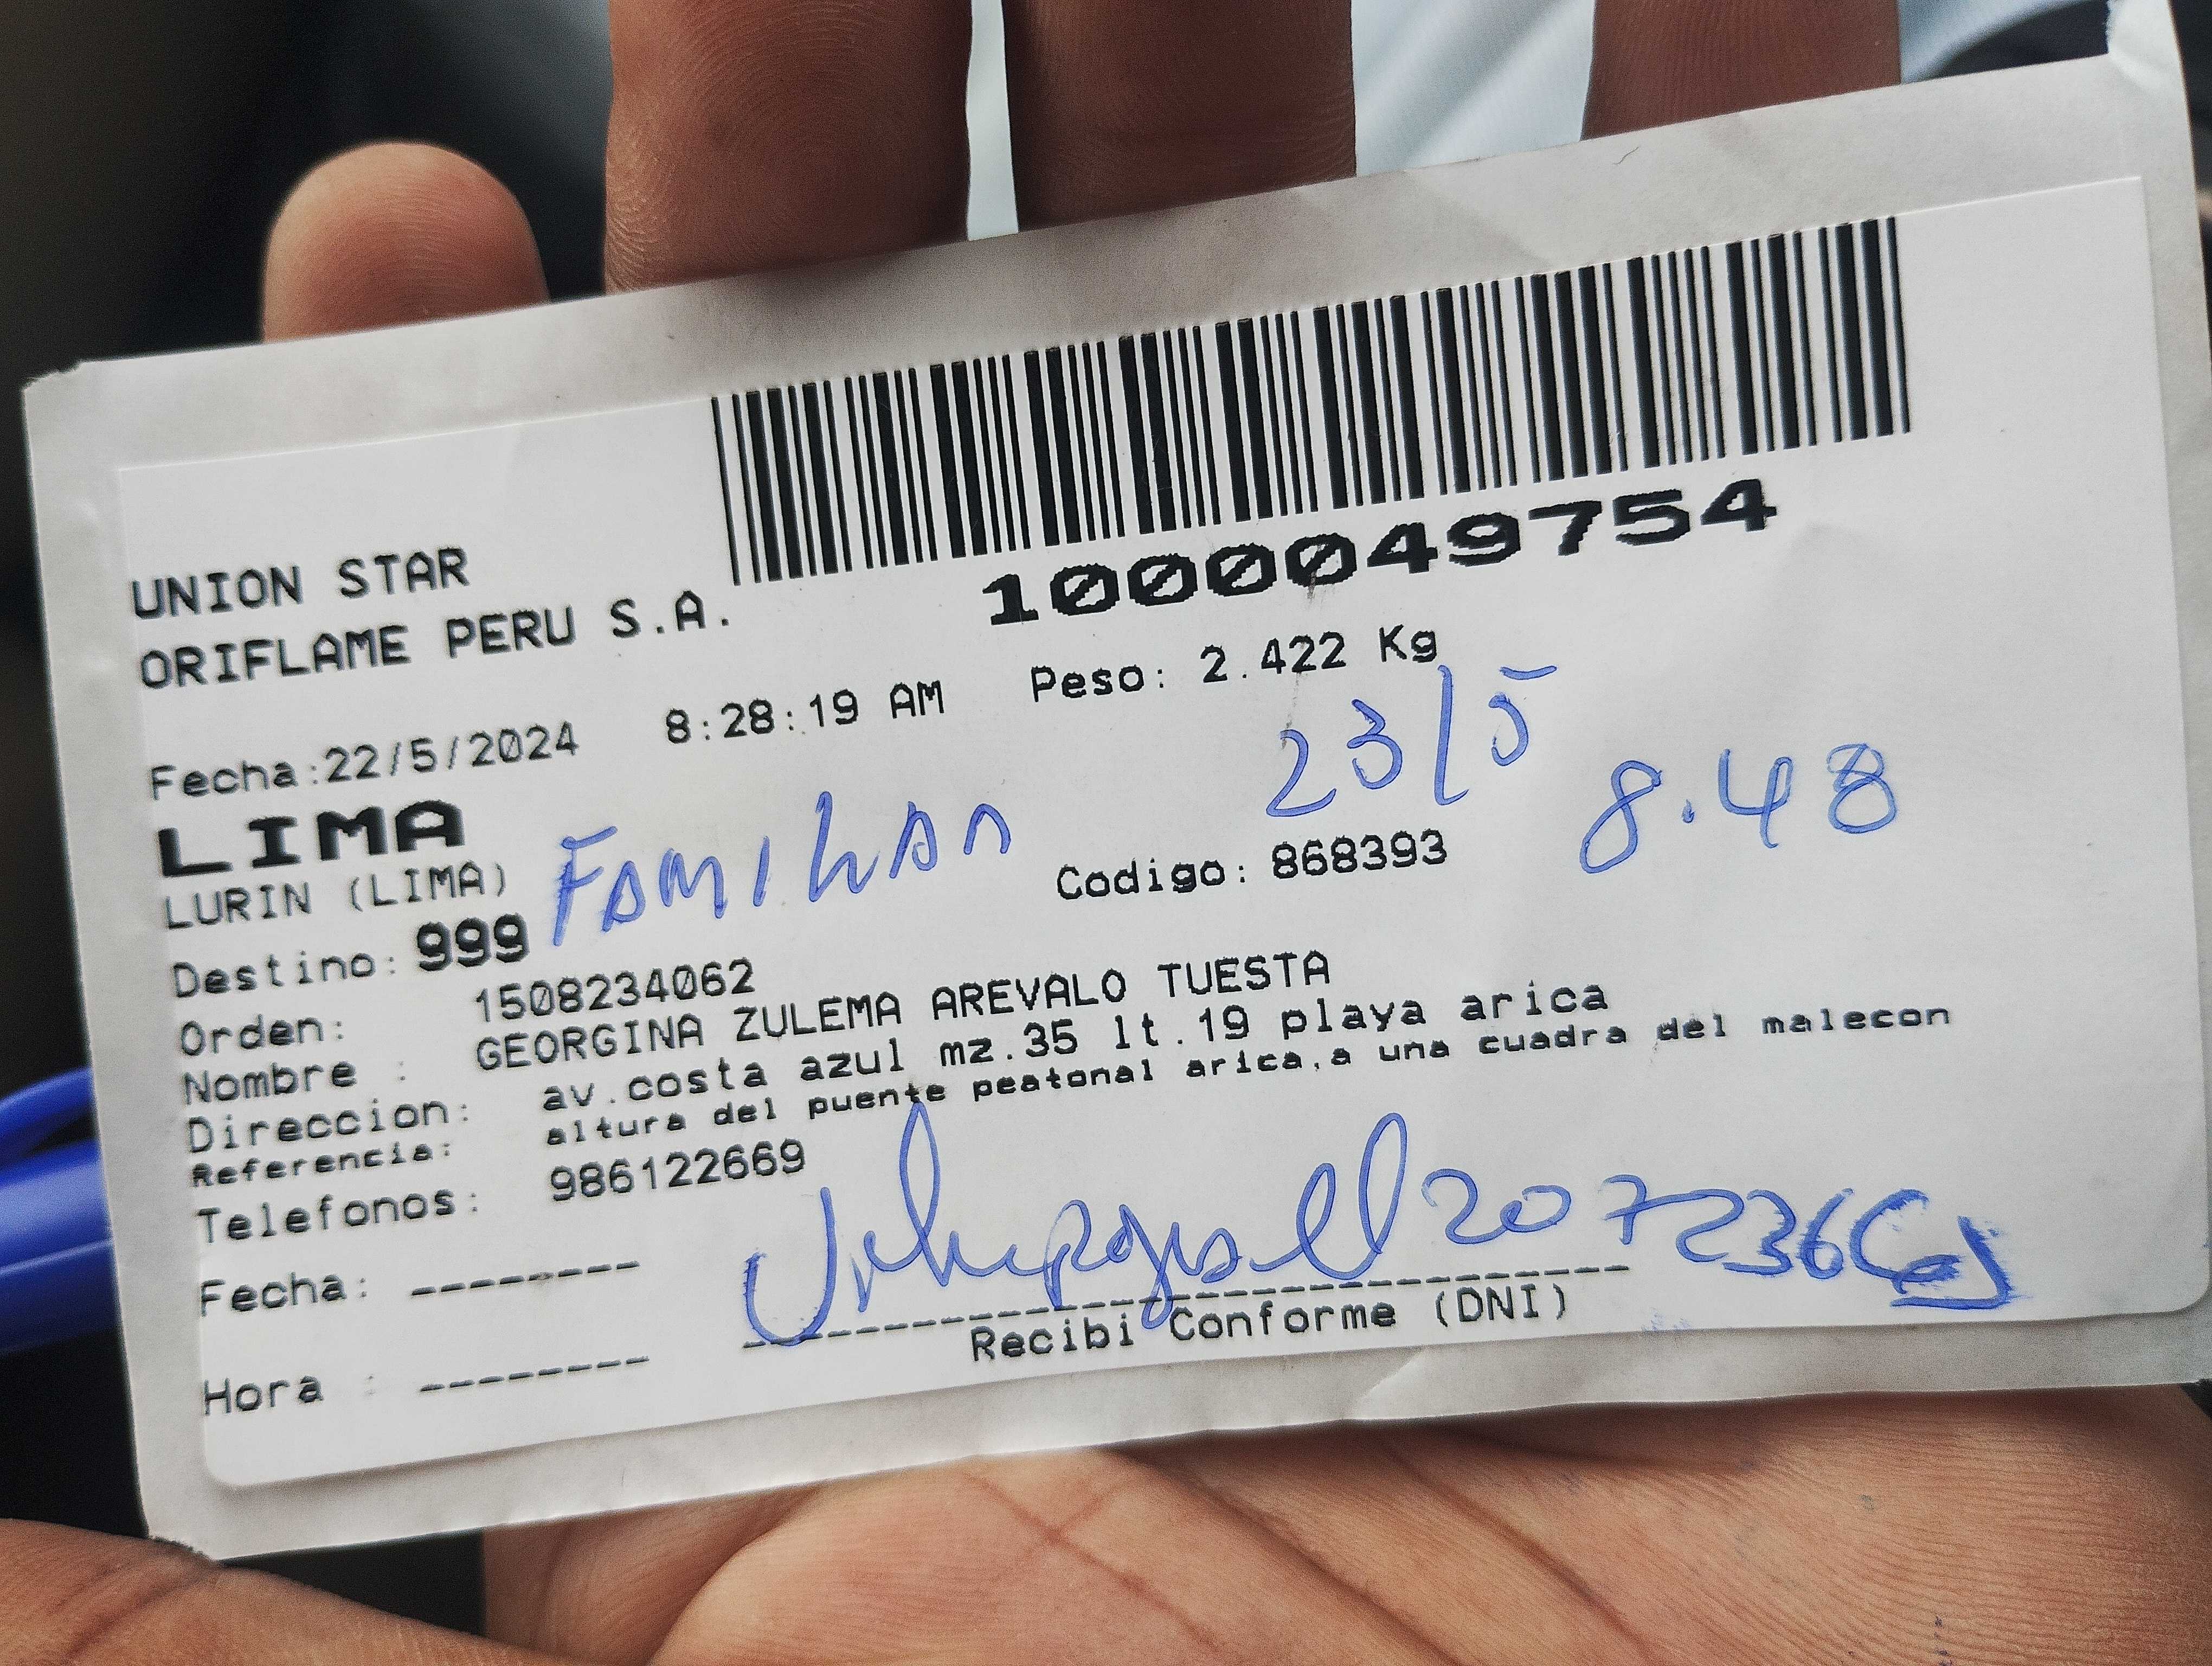 UNION STAR
ORIFLAME PERU S.A.
1000049754
Fecha:22/5/2024 8:28:19 AM Peso: 2.422 Kg
23/5
8.48
LIMA
LURIN (LIMA)
FAMILIAR
Destino: 999 Codigo: 868393
Orden: 1508234062
Nombre : GEORGINA ZULEMA AREVALO TUESTA
Direccion: av.costa azul mz.35 lt.19 playa arica
Referencia: altura del puente peatonal arica,a una cuadra del malecon
Telefonos: 986122669
Fecha: --------
Recibi Conforme (DNI)
Hora : --------